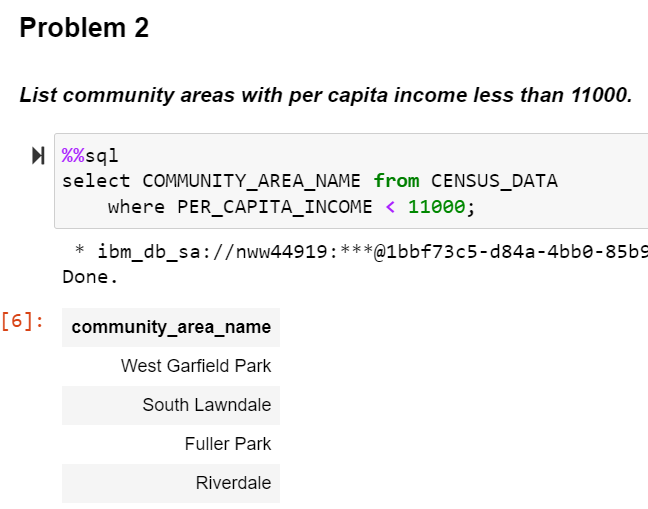 Problem 2
List community areas with per capita income less than 11000.
%%sql
select COMMUNITY_AREA_NAME from CENSUS_DATA
    where PER_CAPITA_INCOME < 11000;
* ibm_db_sa://nww44919:***@1bbf73c5-d84a-4bb0-85b9
Done.
[6]:
community_area_name
West Garfield Park
South Lawndale
Fuller Park
Riverdale